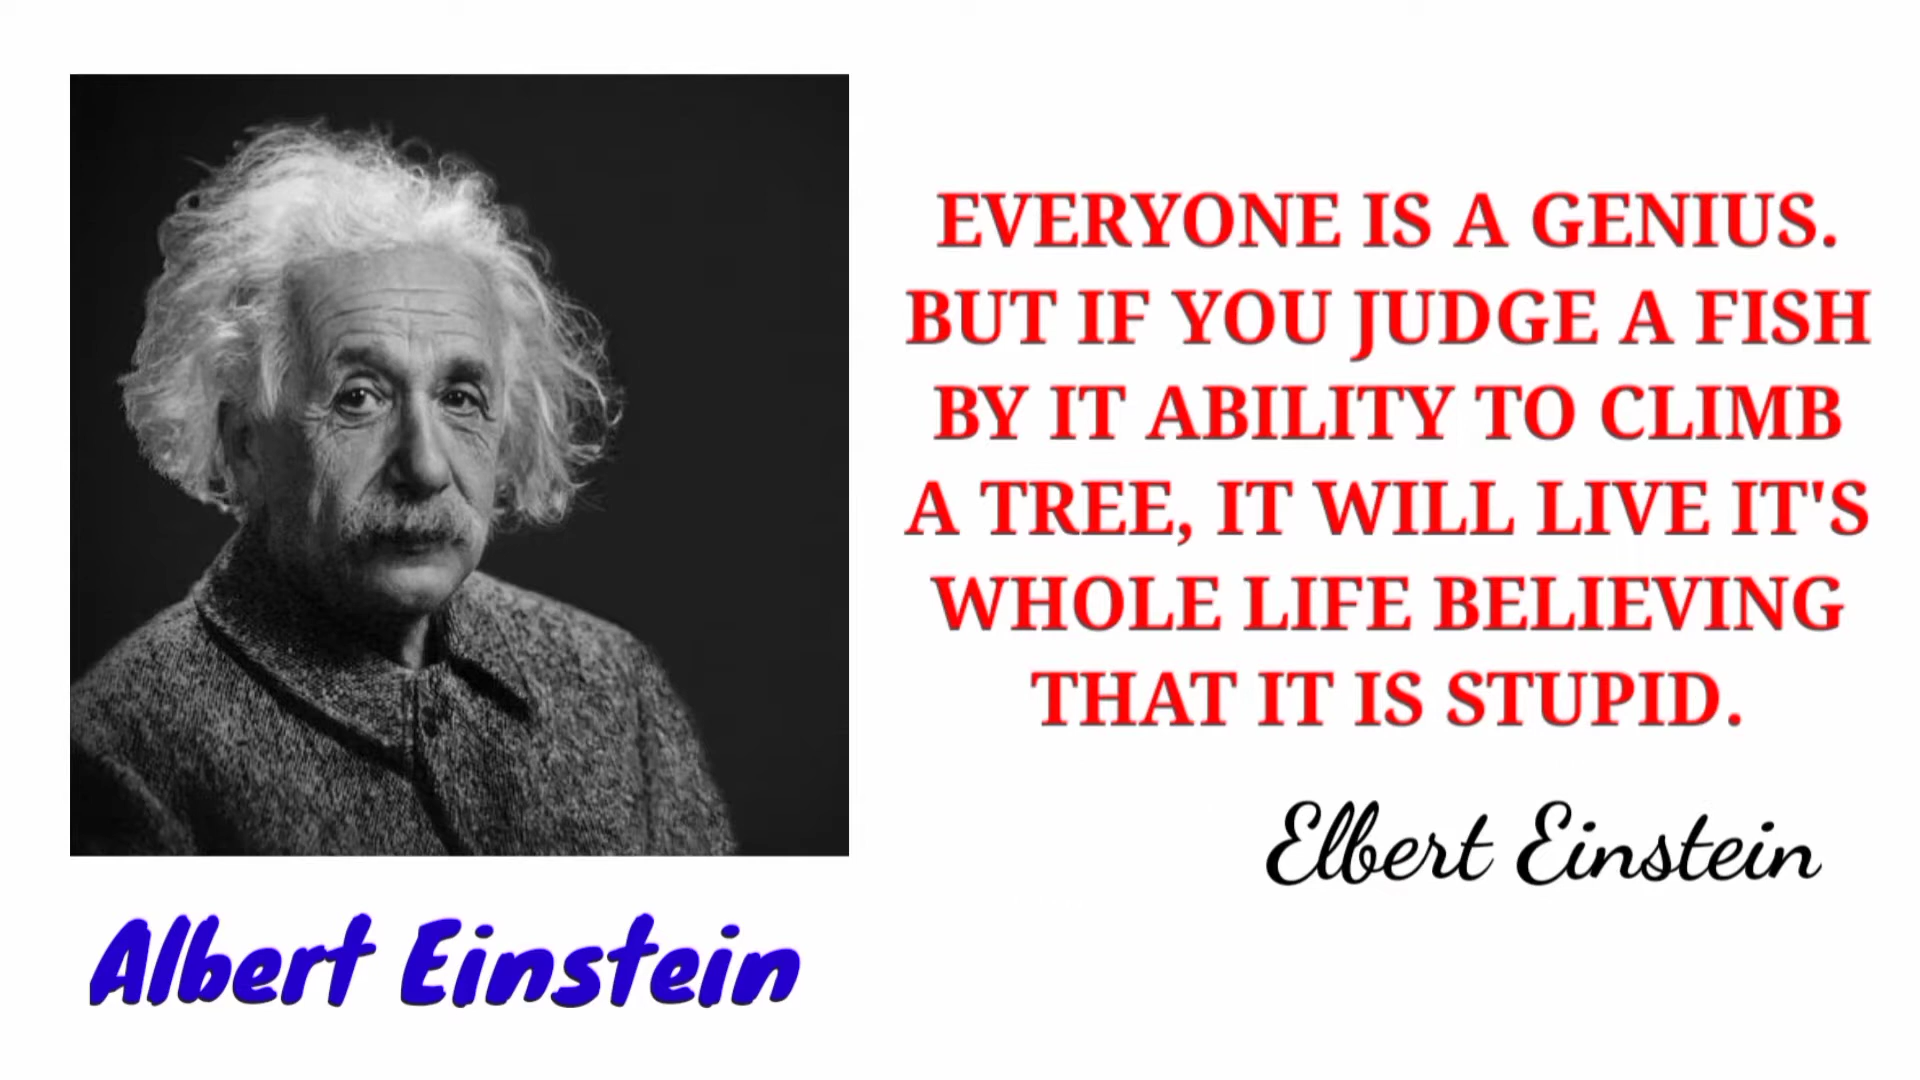 EVERYONE IS A GENIUS.
BUT IF YOU JUDGE A FISH
BY IT ABILITY TO CLIMB
A TREE, IT WILL LIVE IT'S
WHOLE LIFE BELIEVING
THAT IT IS STUPID.
Elbert Einstein
Albert Einstein